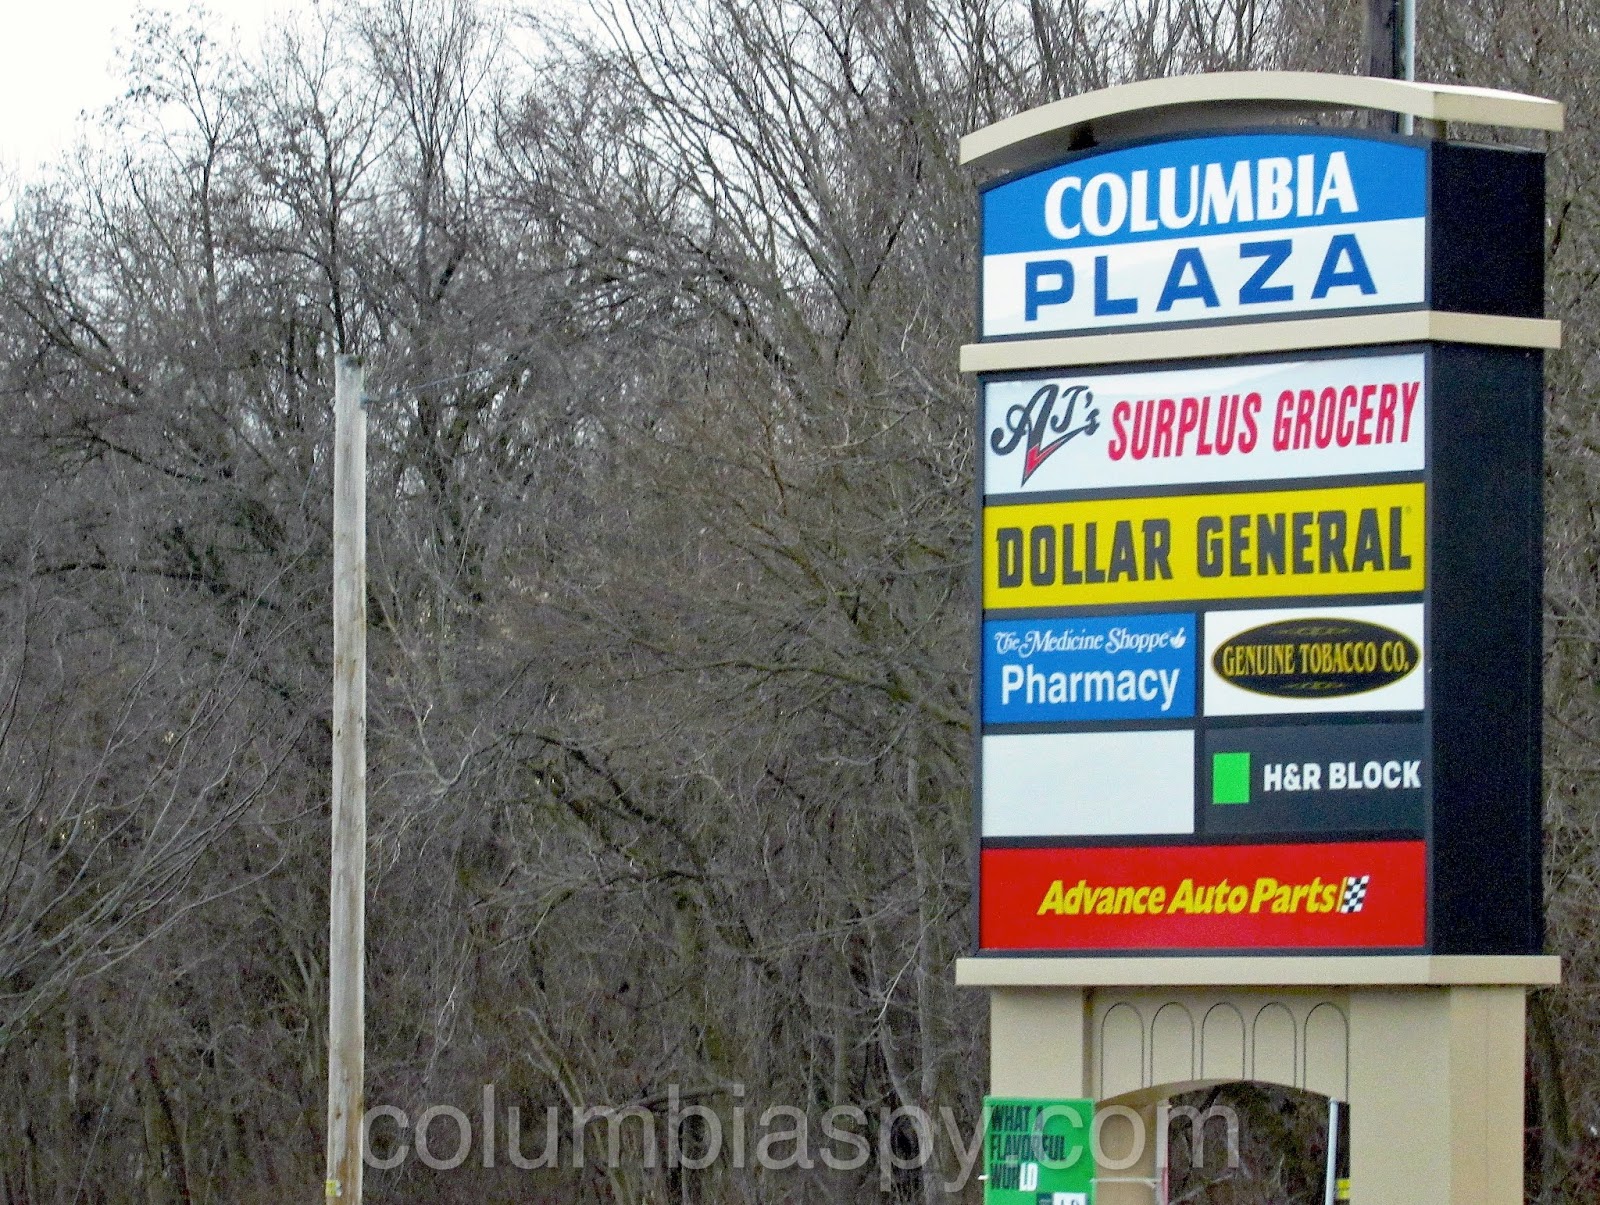 COLUMBIA
PLAZA
AJ's SURPLUS GROCERY
DOLLAR GENERAL
The Medicine Shoppe
Pharmacy
GENUINE TOBACCO CO.
H&R BLOCK
Advance Auto Parts
WHAT A
FLAVORFUL
WORLD
columbiaspy.com